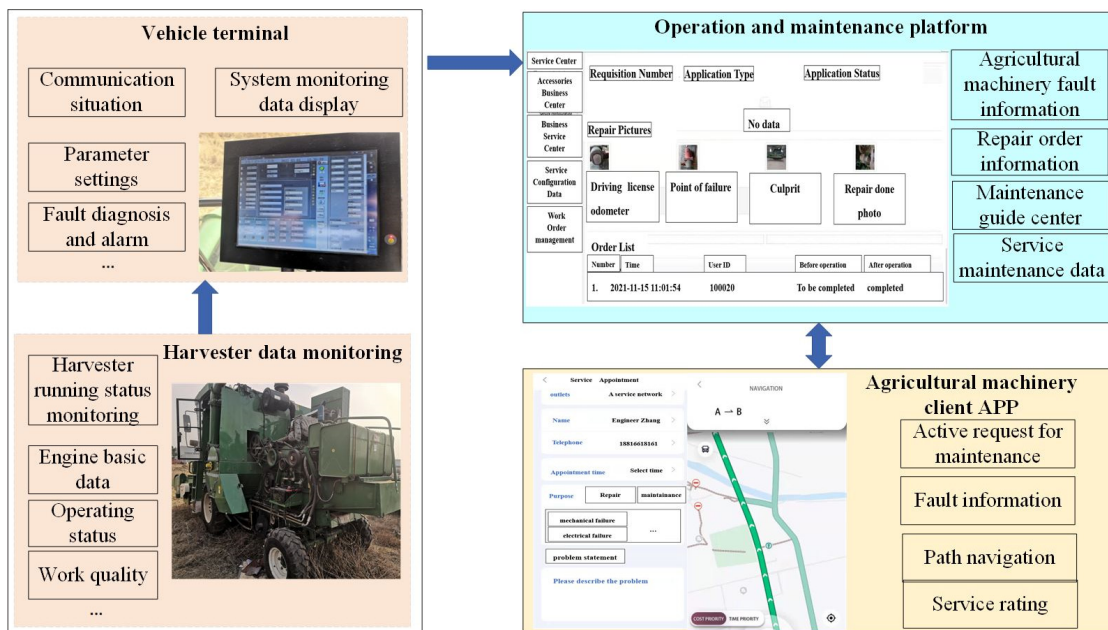 Vehicle terminal
Communication
situation
System monitoring
data display
Parameter
settings
Fault diagnosis
and alarm
...
Harvester data monitoring
Harvester
running status
monitoring
Engine basic
data
Operating
status
Work quality
...
Operation and maintenance platform
Service Center
Accessories
Business
Center
Business
Service
Center
Service
Configuration
Data
Work
Order
management
Requisition Number
Application Type
Application Status
No data
Repair Pictures
Driving license
odometer
Point of failure
Culprit
Repair done
photo
Order List
Number
Time
User ID
Before operation
After operation
1.
2021-11-15 11:01:54
100020
To be completed
completed
Agricultural
machinery fault
information
Repair order
information
Maintenance
guide center
Service
maintenance data
Service Appointment
outlets
A service network
Name
Engineer Zhang
Telephone
18816618161
Appointment time
Select time
Purpose
Repair
maintainance
mechanical failure
electrical failure
...
problem statement
Please describe the problem
NAVIGATION
A → B
COST PRIORITY
TIME PRIORITY
Agricultural machinery
client APP
Active request for
maintenance
Fault information
Path navigation
Service rating